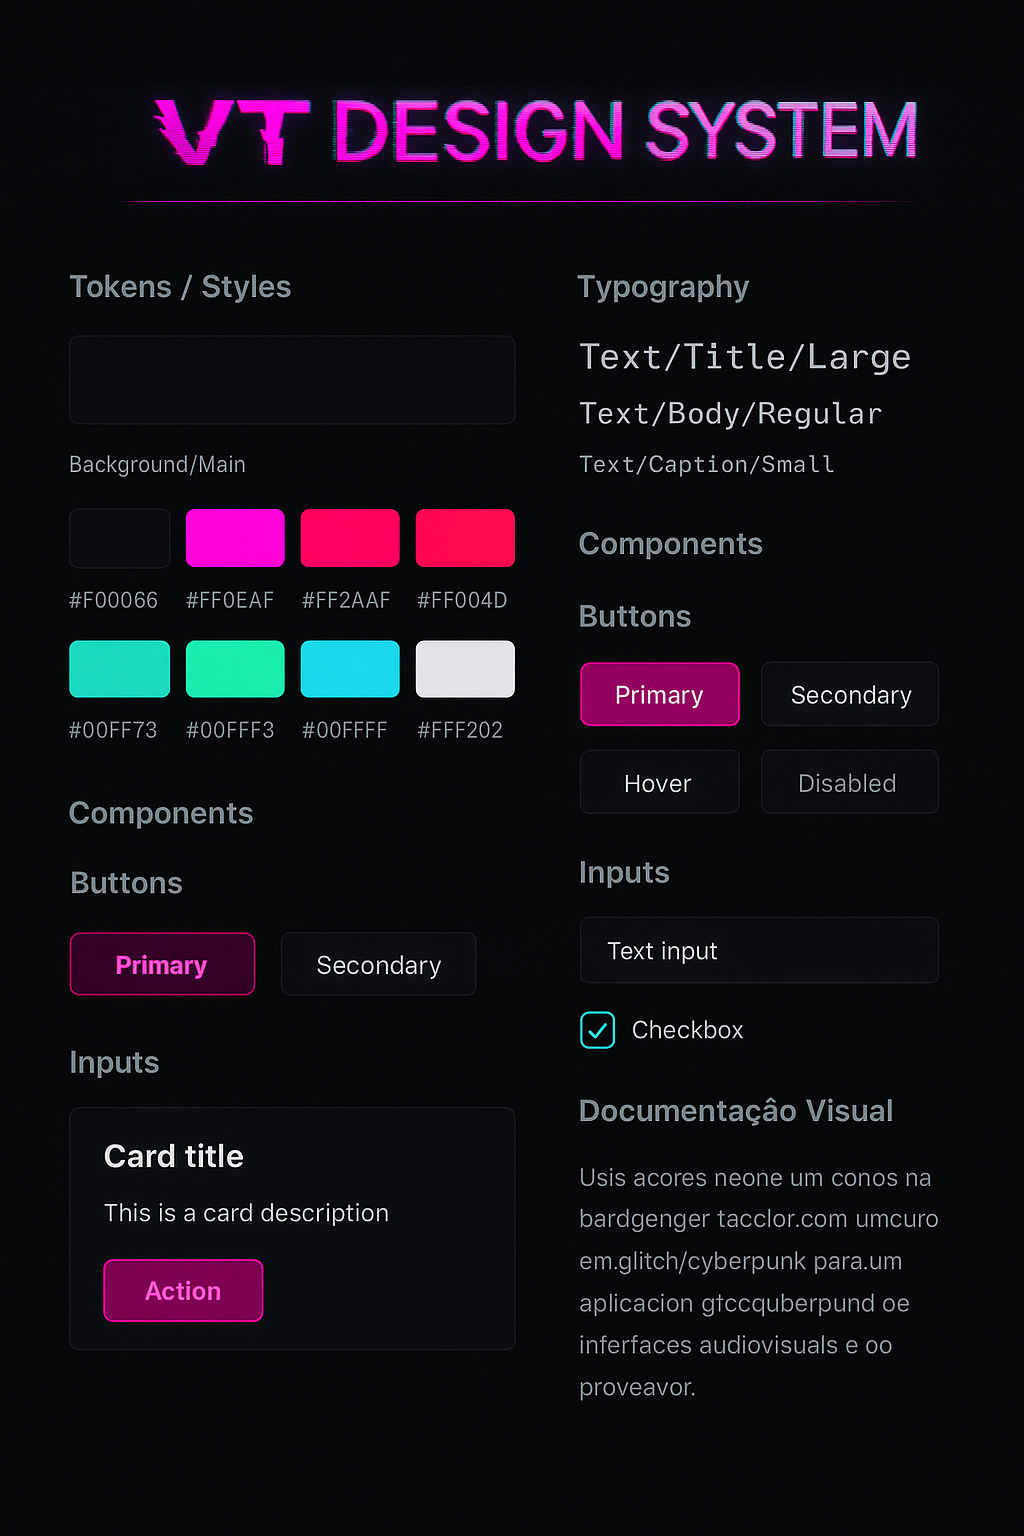 VT DESIGN SYSTEM
Tokens / Styles
Background/Main
#F00066 #FF0EAF #FF2AAF #FF004D
#00FF73 #00FFF3 #00FFFF #FFF202
Components
Buttons
Primary Secondary
Inputs
Card title
This is a card description
Action
Typography
Text/Title/Large
Text/Body/Regular
Text/Caption/Small
Components
Buttons
Primary Secondary
Hover Disabled
Inputs
Text input
Checkbox
Documentaçâo Visual
Usis acores neone um conos na
bardgenger tacclor.com umcuro
em.glitch/cyberpunk para.um
aplicacion gtccquberpund oe
inferfaces audiovisuals e oo
proveavor.